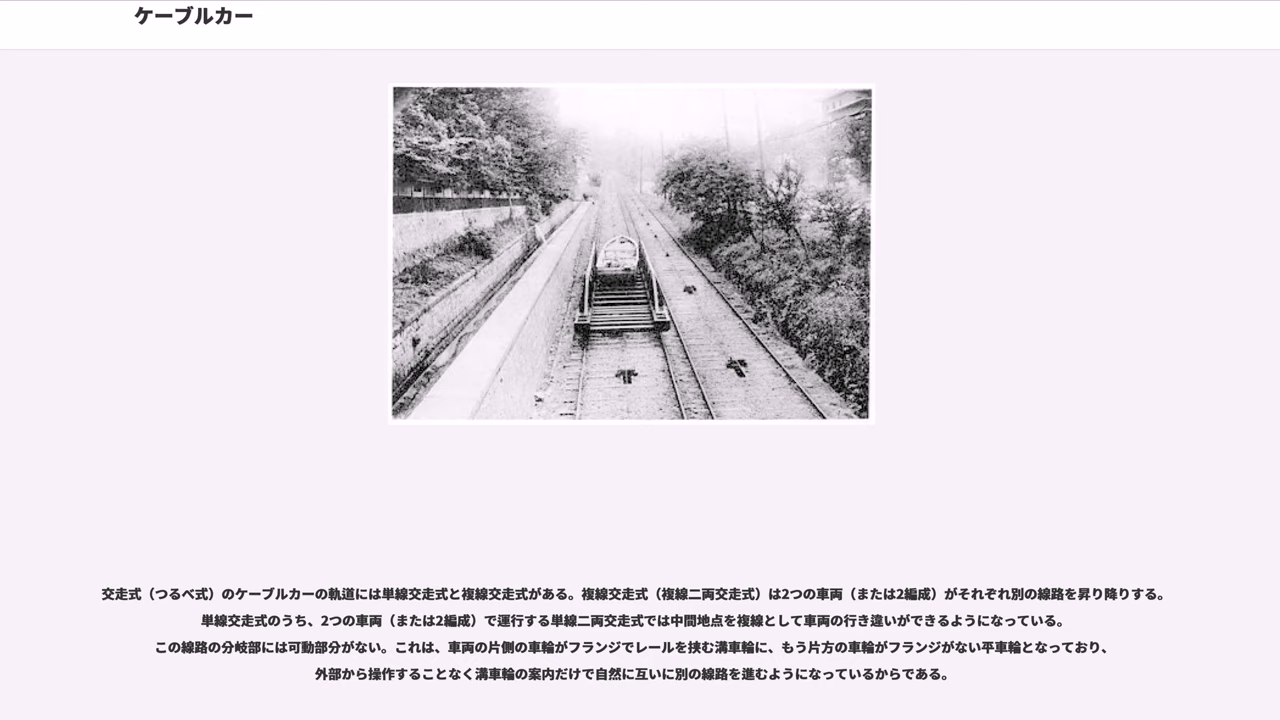 ケーブルカー
交走式（つるべ式）のケーブルカーの軌道には単線交走式と複線交走式がある。複線交走式（複線二両交走式）は2つの車両（または2編成）がそれぞれ別の線路を昇り降りする。
単線交走式のうち、2つの車両（または2編成）で運行する単線二両交走式では中間地点を複線として車両の行き違いができるようになっている。
この線路の分岐部には可動部分がない。これは、車両の片側の車輪がフランジでレールを挟む溝車輪に、もう片方の車輪がフランジがない平車輪となっており、
外部から操作することなく溝車輪の案内だけで自然に互いに別の線路を進むようになっているからである。